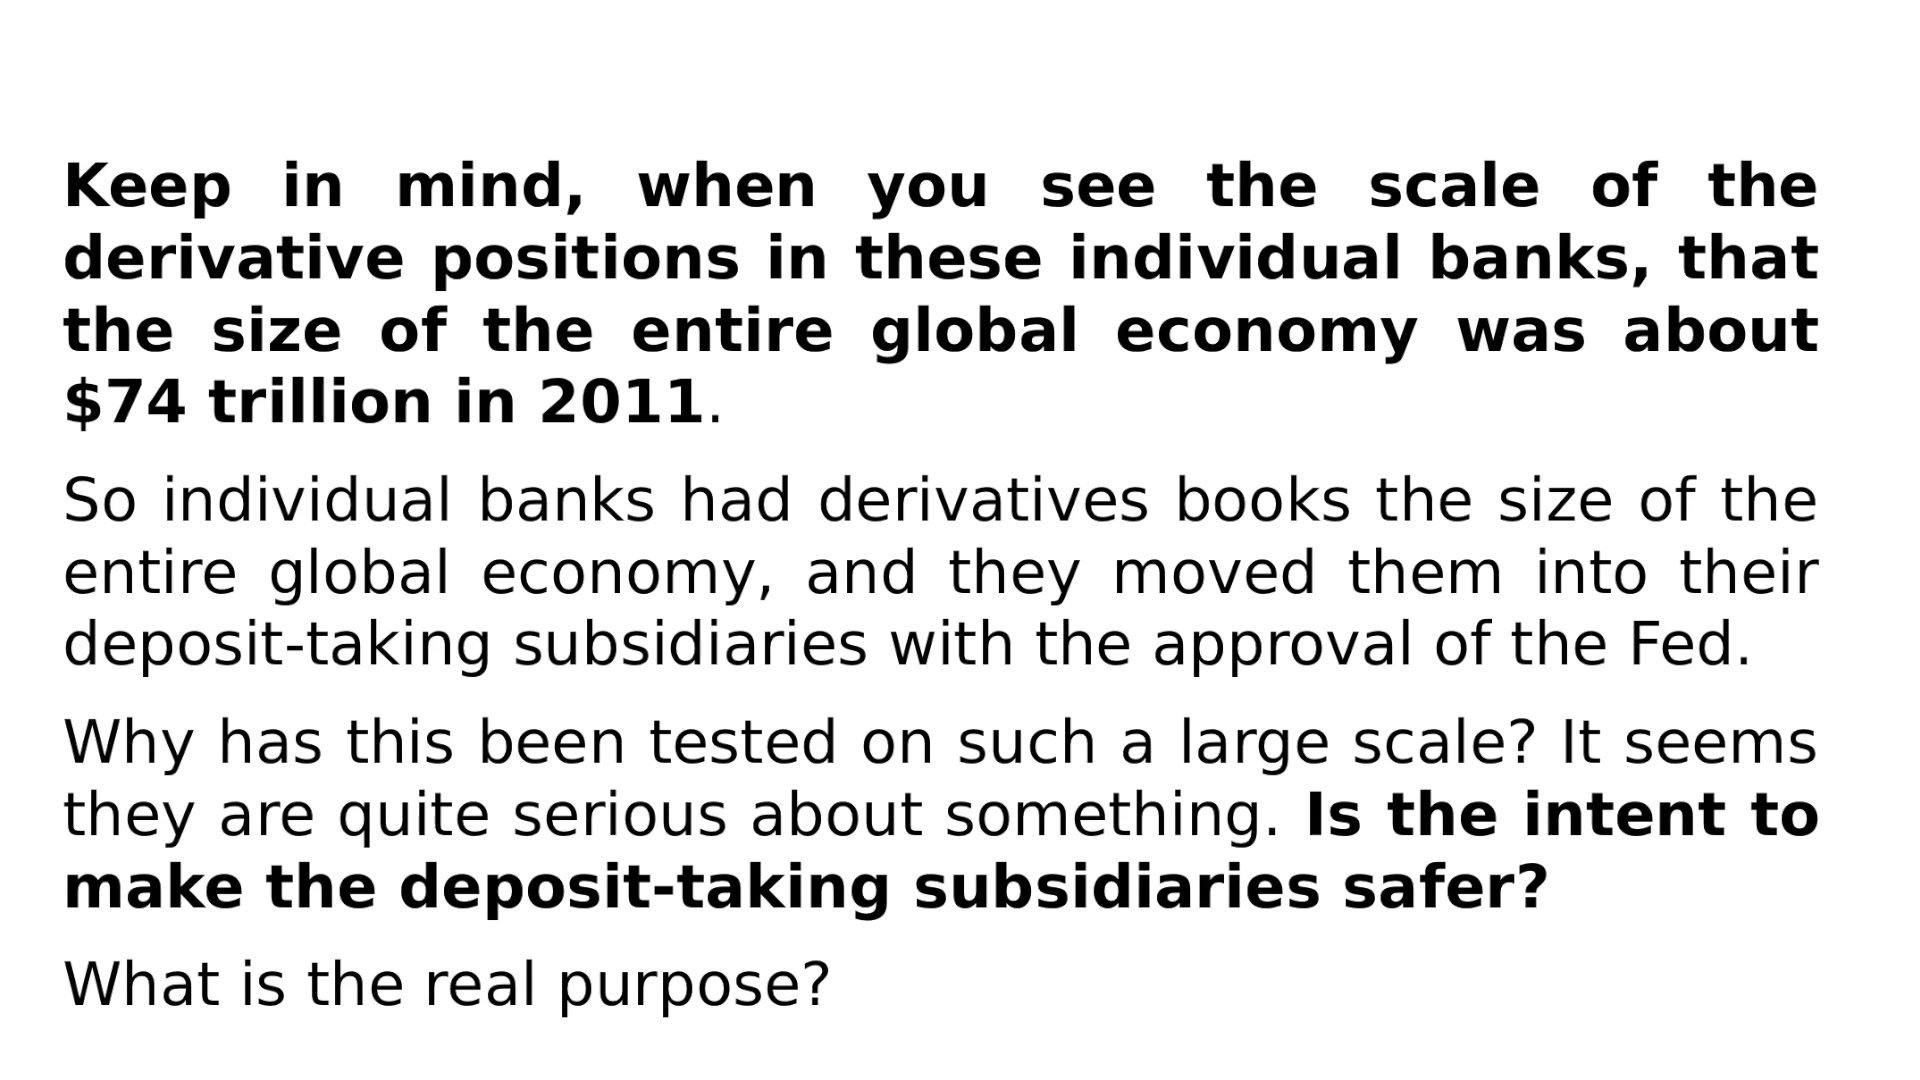 Keep in mind, when you see the scale of the
derivative positions in these individual banks, that
the size of the entire global economy was about
$74 trillion in 2011.
So individual banks had derivatives books the size of the
entire global economy, and they moved them into their
deposit-taking subsidiaries with the approval of the Fed.
Why has this been tested on such a large scale? It seems
they are quite serious about something. Is the intent to
make the deposit-taking subsidiaries safer?
What is the real purpose?